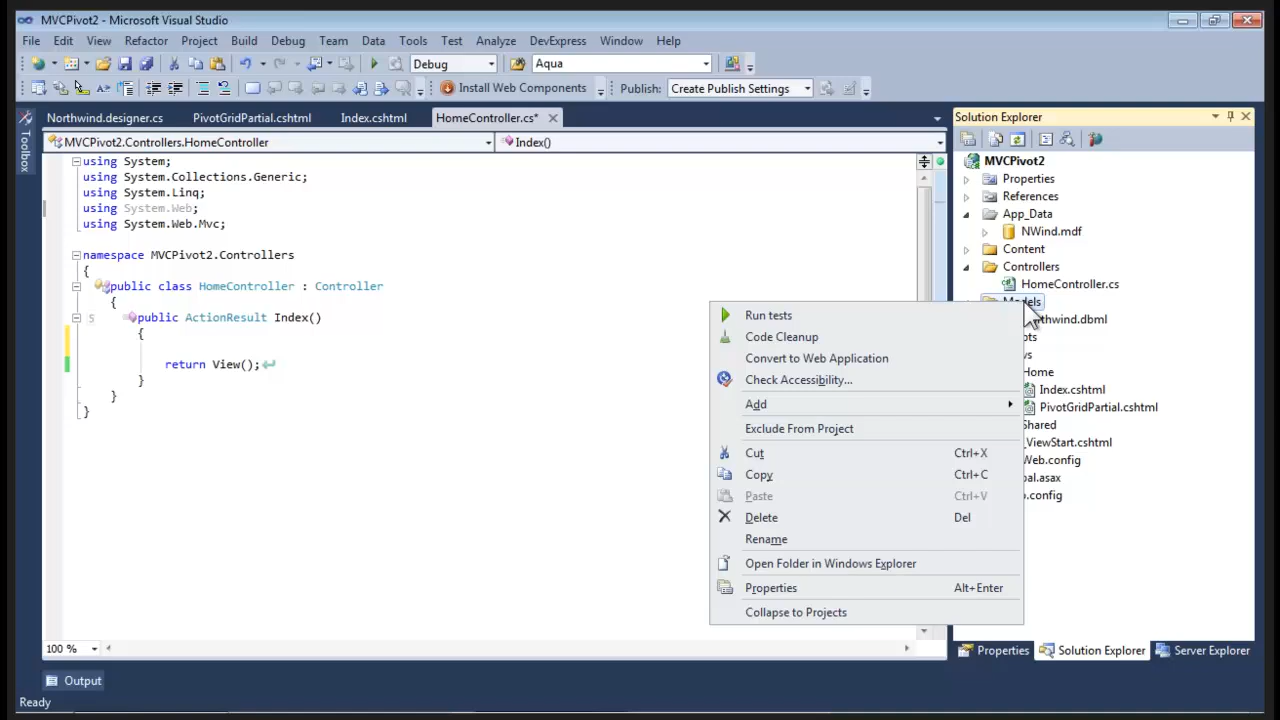 MVCPivot2 - Microsoft Visual Studio
File Edit View Refactor Project Build Debug Team Data Tools Test Analyze DevExpress Window Help
Debug Aqua
Install Web Components Publish: Create Publish Settings
Northwind.designer.cs PivotGridPartial.cshtml Index.cshtml HomeController.cs*
MVCPivot2.Controllers.HomeController Index()
using System;
using System.Collections.Generic;
using System.Linq;
using System.Web;
using System.Web.Mvc;
namespace MVCPivot2.Controllers
{
public class HomeController : Controller
{
S public ActionResult Index()
{
return View();
}
}
}
100 %
Toolbox
Run tests
Code Cleanup
Convert to Web Application
Check Accessibility...
Add
Exclude From Project
Cut Ctrl+X
Copy Ctrl+C
Paste Ctrl+V
Delete Del
Rename
Open Folder in Windows Explorer
Properties Alt+Enter
Collapse to Projects
Solution Explorer
MVCPivot2
Properties
References
App_Data
NWind.mdf
Content
Controllers
HomeController.cs
Models
thwind.dbml
pts
vs
Home
Index.cshtml
PivotGridPartial.cshtml
Shared
_ViewStart.cshtml
Web.config
bal.asax
o.config
Properties Solution Explorer Server Explorer
Output
Ready